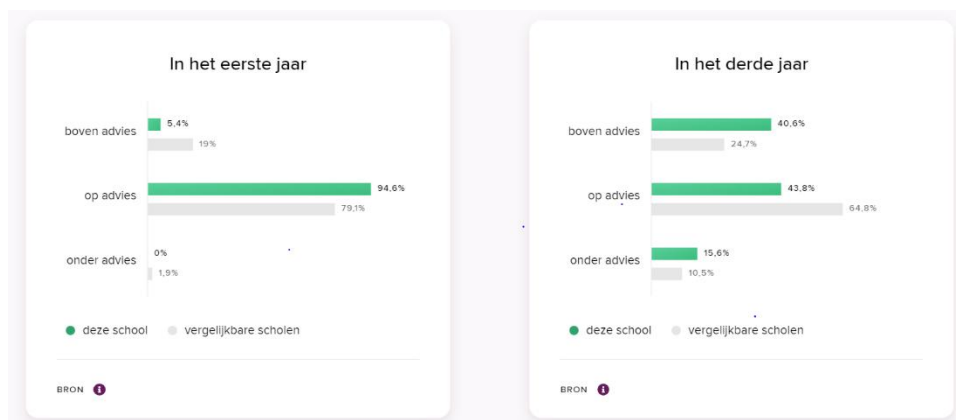 In het eerste jaar
boven advies
5,4%
19%
op advies
94,6%
79,1%
onder advies
0%
1,9%
deze school
vergelijkbare scholen
BRON
In het derde jaar
boven advies
40,6%
24,7%
op advies
43,8%
64,8%
onder advies
15,6%
10,5%
deze school
vergelijkbare scholen
BRON